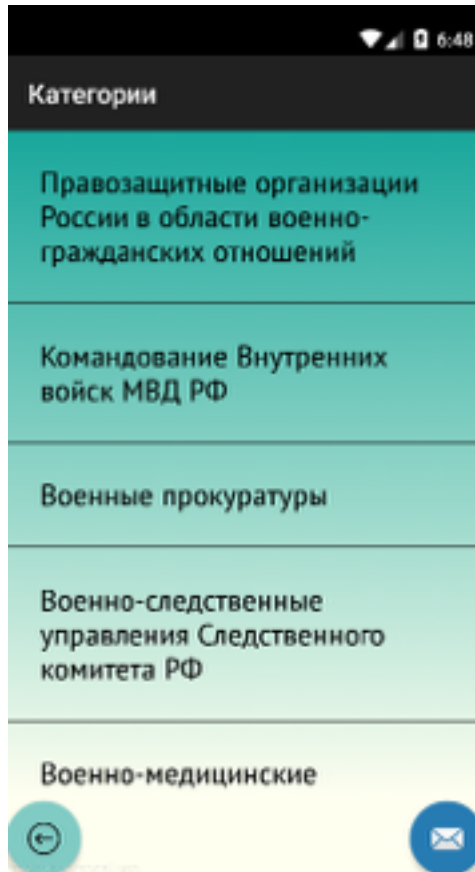 6:48
Категории
Правозащитные организации
России в области военно-
гражданских отношений
Командование Внутренних
войск МВД РФ
Военные прокуратуры
Военно-следственные
управления Следственного
комитета РФ
Военно-медицинские